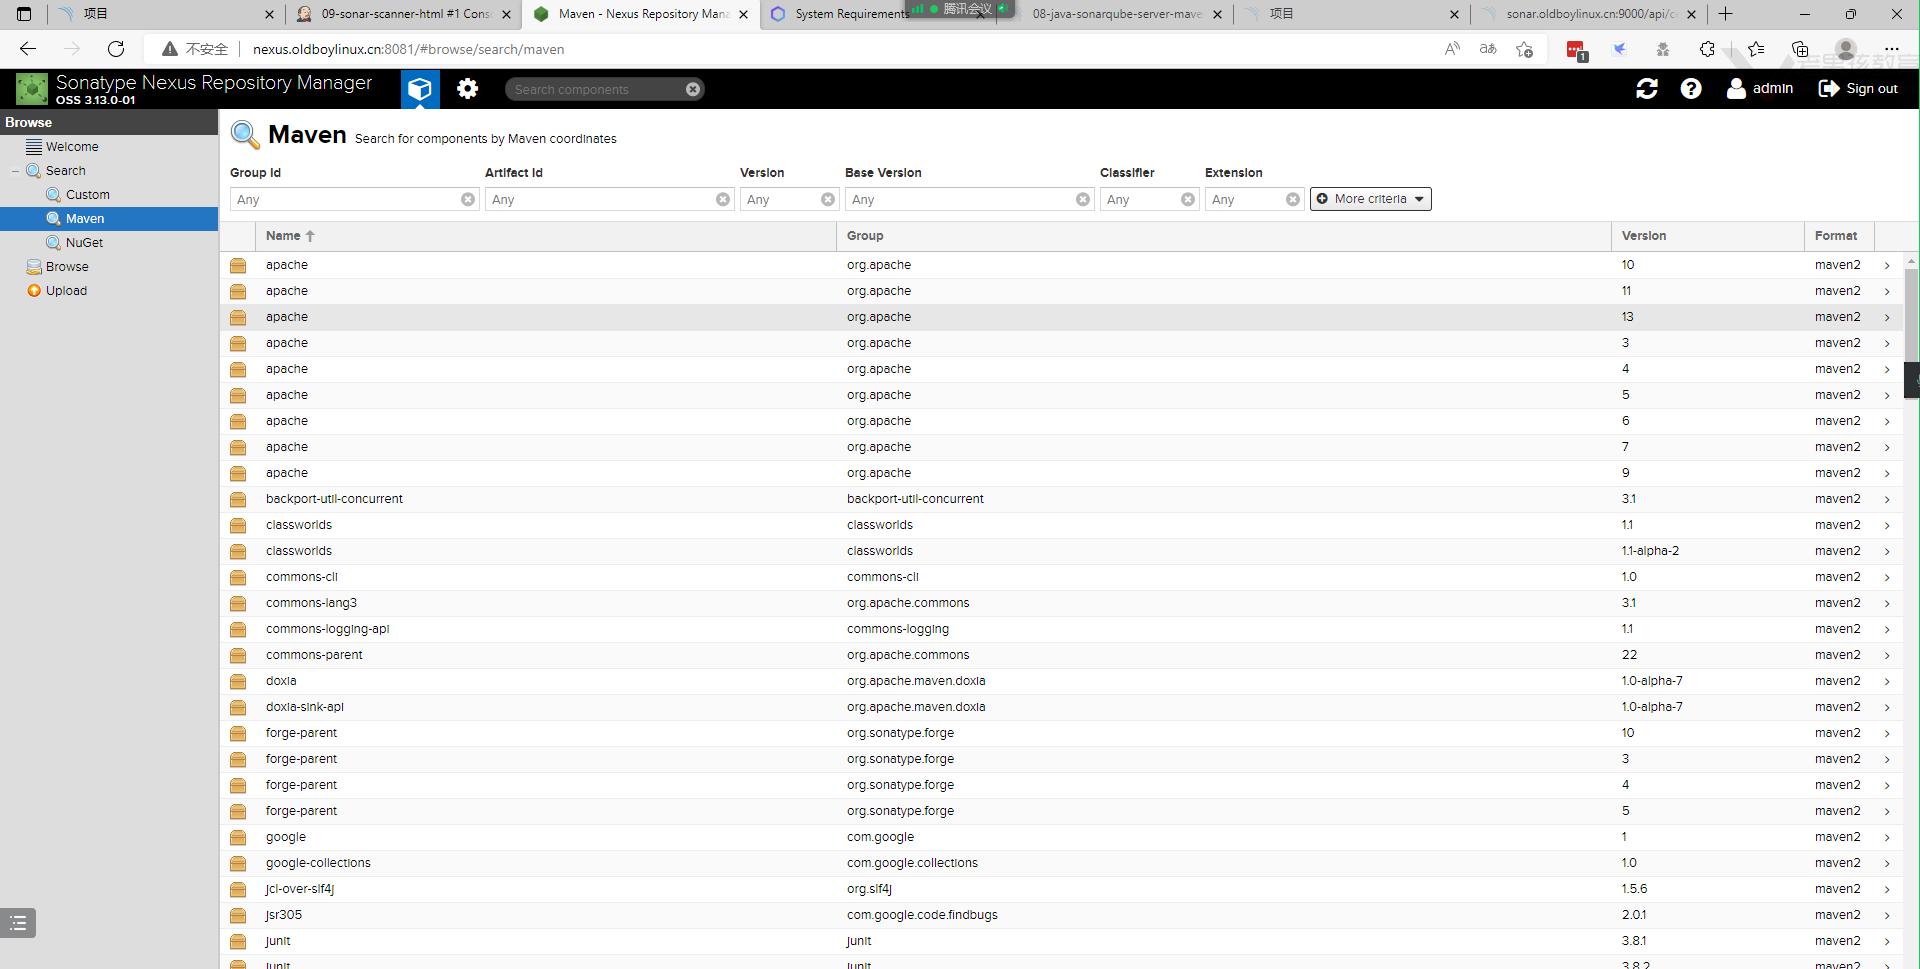 项目
09-sonar-scanner-html #1 Cons
Maven - Nexus Repository Mana
System Requirements
腾讯会议
08-java-sonarqube-server-mave
项目
sonar.oldboylinux.cn:9000/api/c
不安全
nexus.oldboylinux.cn:8081/#browse/search/maven
Sonatype Nexus Repository Manager
OSS 3.13.0-01
Search components
admin
Sign out
Browse
Welcome
Search
Custom
Maven
NuGet
Browse
Upload
Maven Search for components by Maven coordinates
Group Id Artifact Id Version Base Version Classifier Extension
Any Any Any Any Any Any More criteria
Name Group Version Format
apache org.apache 10 maven2
apache org.apache 11 maven2
apache org.apache 13 maven2
apache org.apache 3 maven2
apache org.apache 4 maven2
apache org.apache 5 maven2
apache org.apache 6 maven2
apache org.apache 7 maven2
apache org.apache 9 maven2
backport-util-concurrent backport-util-concurrent 3.1 maven2
classworlds classworlds 1.1 maven2
classworlds classworlds 1.1-alpha-2 maven2
commons-cli commons-cli 1.0 maven2
commons-lang3 org.apache.commons 3.1 maven2
commons-logging-api commons-logging 1.1 maven2
commons-parent org.apache.commons 22 maven2
doxia org.apache.maven.doxia 1.0-alpha-7 maven2
doxia-sink-api org.apache.maven.doxia 1.0-alpha-7 maven2
forge-parent org.sonatype.forge 10 maven2
forge-parent org.sonatype.forge 3 maven2
forge-parent org.sonatype.forge 4 maven2
forge-parent org.sonatype.forge 5 maven2
google com.google 1 maven2
google-collections com.google.collections 1.0 maven2
jcl-over-slf4j org.slf4j 1.5.6 maven2
jsr305 com.google.code.findbugs 2.0.1 maven2
junit junit 3.8.1 maven2
junit junit 3.8.2 maven2